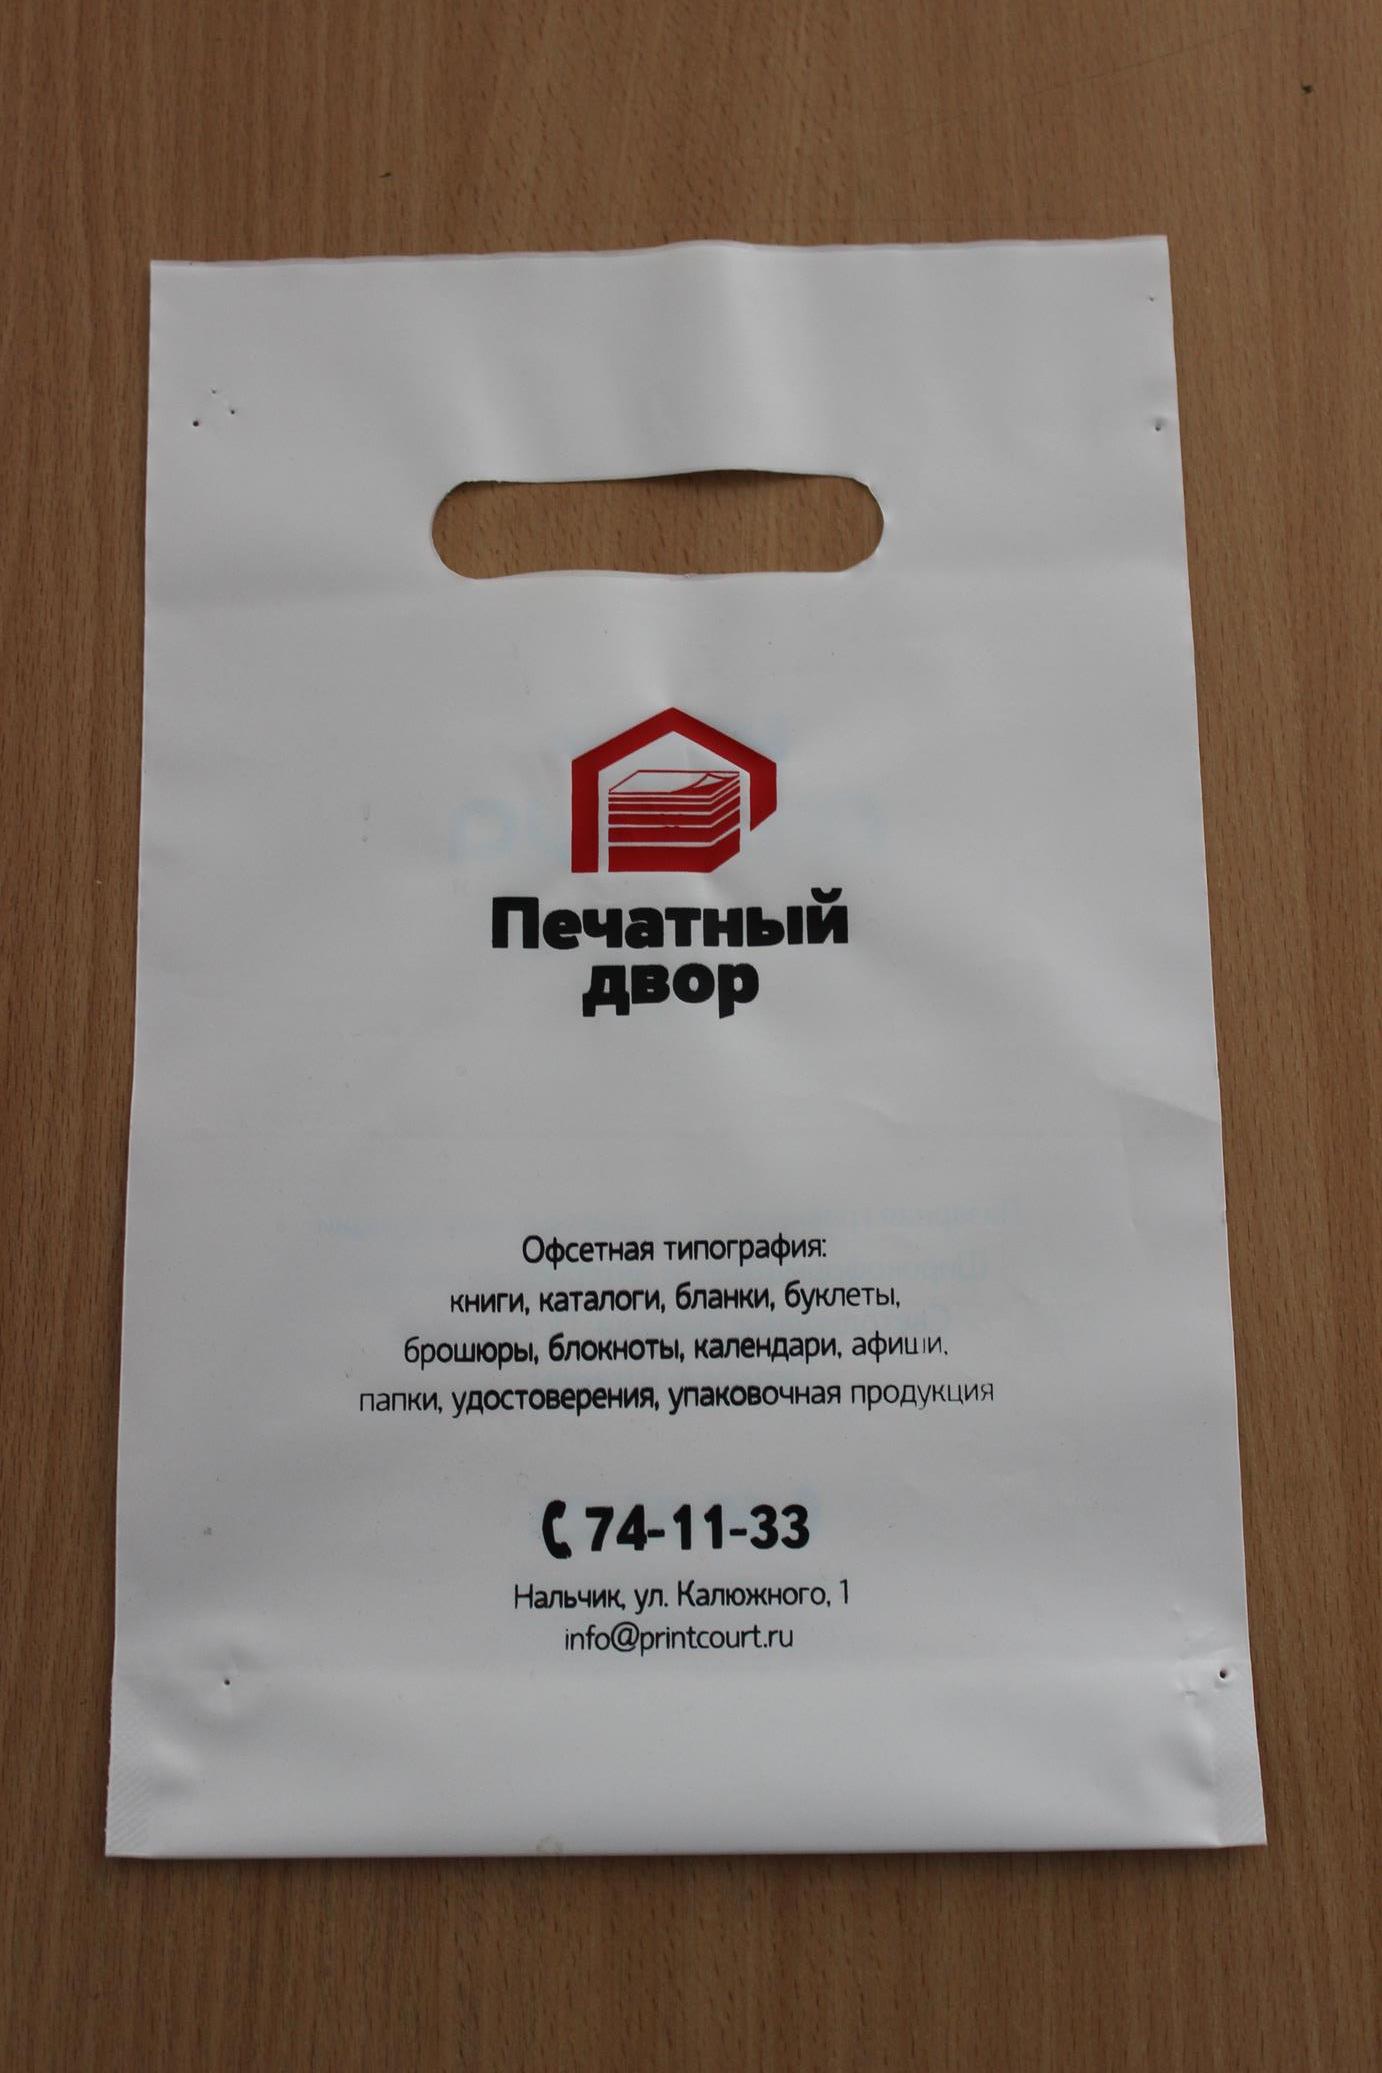 Печатный
двор
Офсетная типография:
книги, каталоги, бланки, буклеты,
брошюры, блокноты, календари, афиши,
папки, удостоверения, упаковочная продукция
74-11-33
Нальчик, ул. Калюжного, 1
info@printcourt.ru